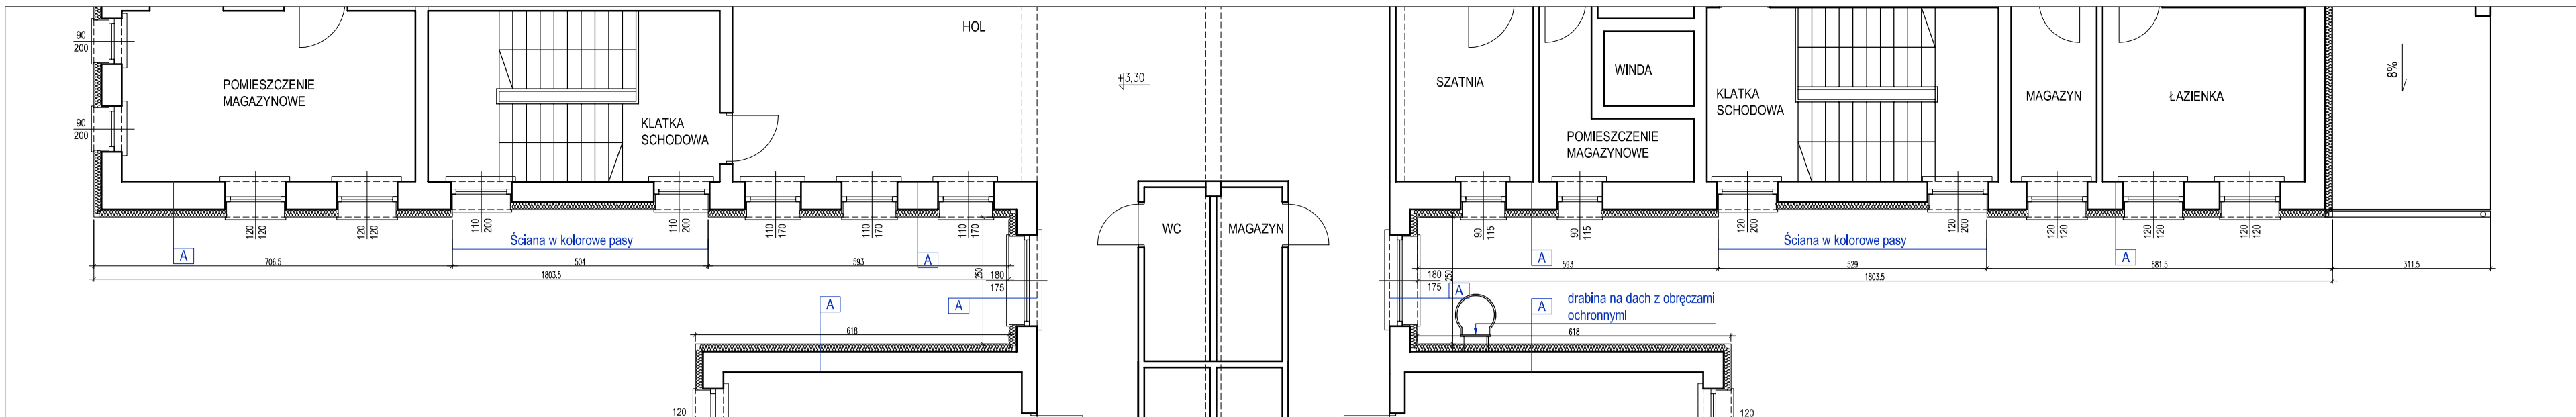 HOL
90
200
+3,30
8%
WINDA
POMIESZCZENIE
MAGAZYNOWE
SZATNIA
KLATKA
SCHODOWA
MAGAZYN
ŁAZIENKA
90
200
KLATKA
SCHODOWA
POMIESZCZENIE
MAGAZYNOWE
120
120
120
120
110
200
110
200
110
170
110
170
110
170
WC
MAGAZYN
90
115
90
115
120
200
120
200
120
120
120
120
120
120
Ściana w kolorowe pasy
Ściana w kolorowe pasy
A
A
A
A
706.5
504
593
593
529
681.5
311.5
1803.5
250
180
175
180
175
250
1803.5
A
A
A
A
drabina na dach z obręczami
ochronnymi
618
618
120
120